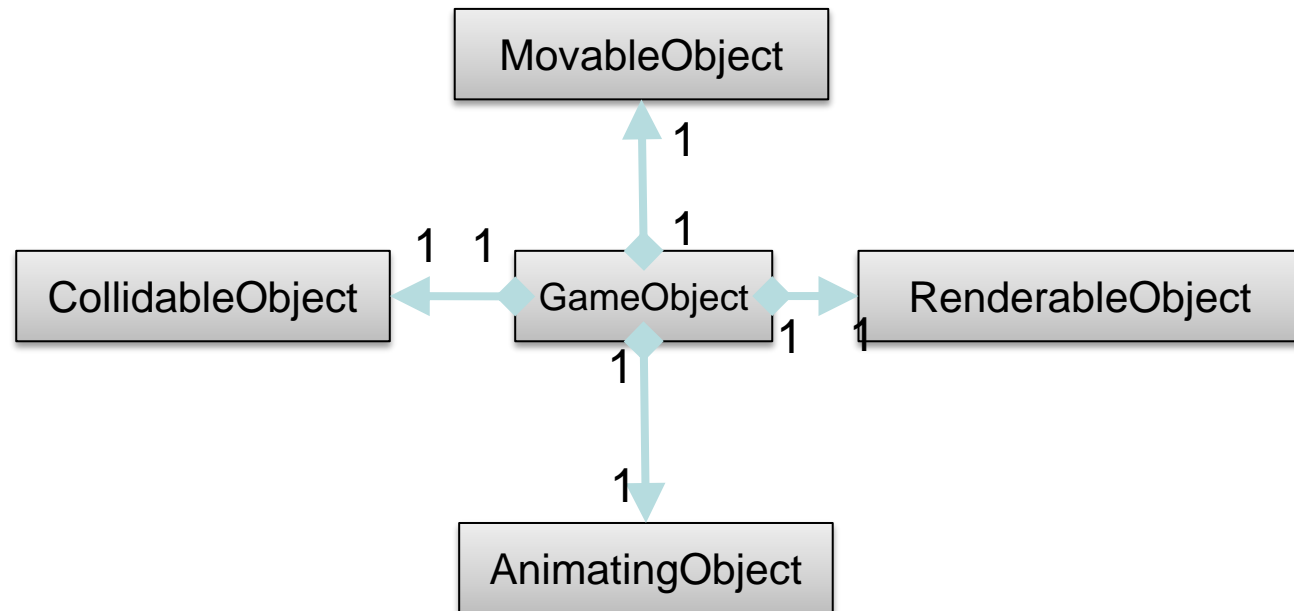 MovableObject
1
1
1 1
CollidableObject
GameObject
RenderableObject
1 1
1
1
AnimatingObject